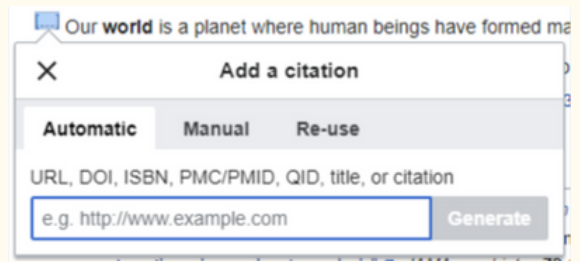 Our world is a planet where human beings have formed ma
Add a citation
Automatic Manual Re-use
URL, DOI, ISBN, PMC/PMID, QID, title, or citation
e.g. http://www.example.com Generate